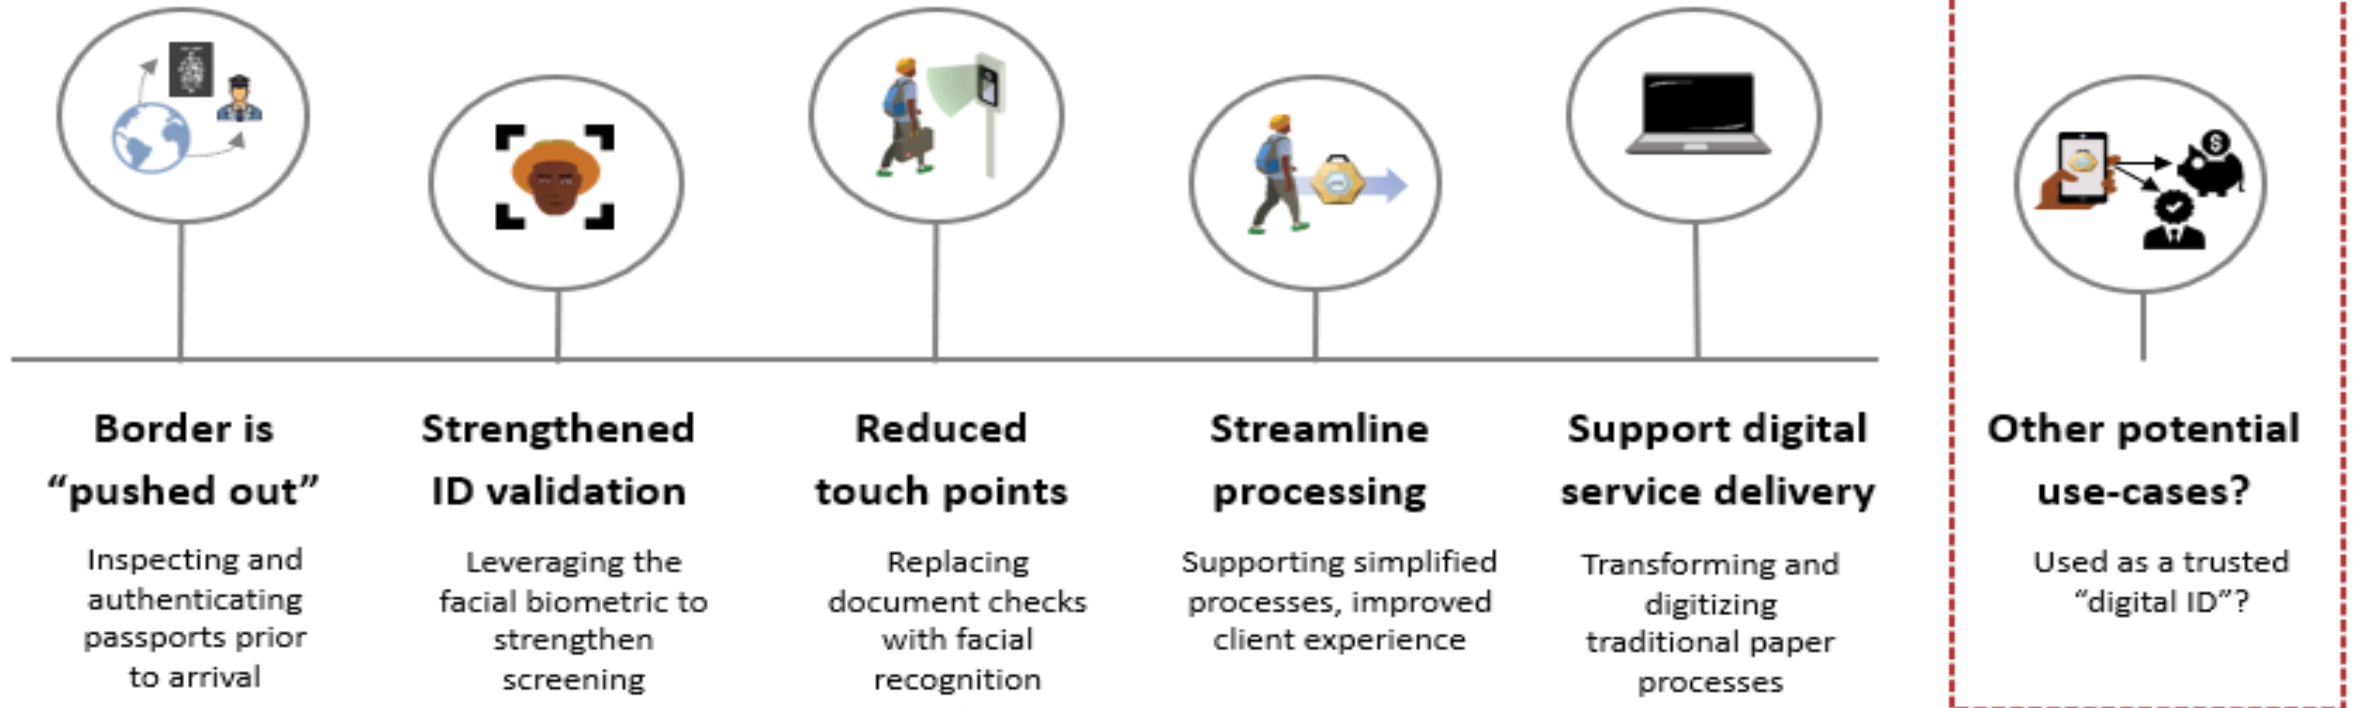 Border is
“pushed out”
Inspecting and
authenticating
passports prior
to arrival
Strengthened
ID validation
Leveraging the
facial biometric to
strengthen
screening
Reduced
touch points
Replacing
document checks
with facial
recognition
Streamline
processing
Supporting simplified
processes, improved
client experience
Support digital
service delivery
Transforming and
digitizing
traditional paper
processes
$
Other potential
use-cases?
Used as a trusted
“digital ID”?